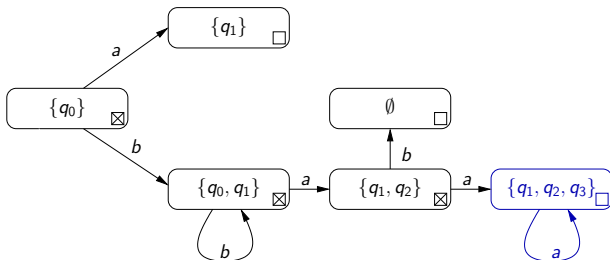 {q₁}
a
{q₀}
∅
b
b
{q₀, q₁}
a
{q₁, q₂}
a
{q₁, q₂, q₃}
b
a